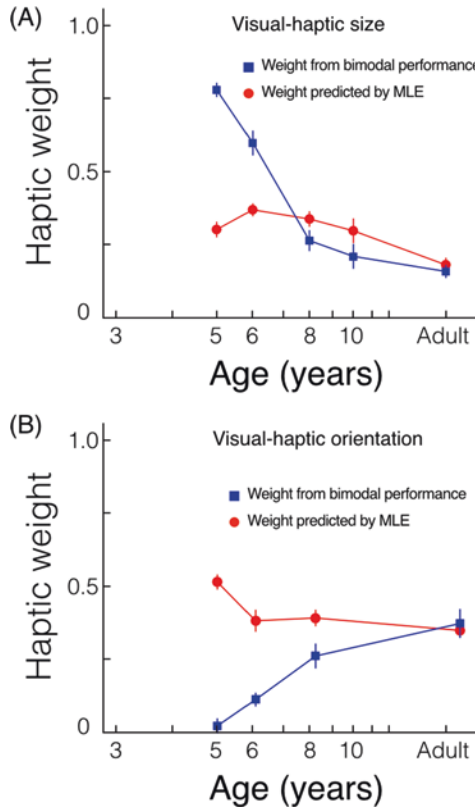 (A)
Visual-haptic size
Weight from bimodal performance
Weight predicted by MLE
Haptic weight
1.0
0.5
0
3 5 6 8 10 Adult
Age (years)
(B)
Visual-haptic orientation
Weight from bimodal performance
Weight predicted by MLE
Haptic weight
1.0
0.5
0
3 5 6 8 10 Adult
Age (years)